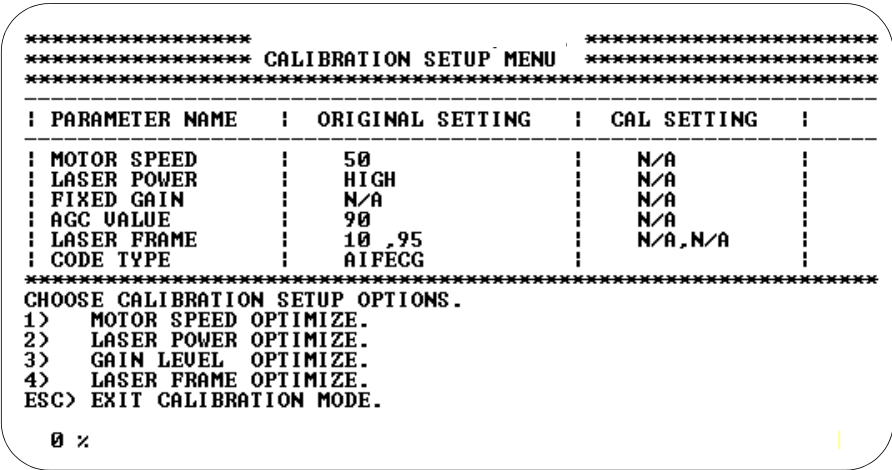 ****************** **********************
****************** CALIBRATION SETUP MENU **********************
****************************************************************
----------------------------------------------------------------
¦ PARAMETER NAME ¦ ORIGINAL SETTING ¦ CAL SETTING ¦
----------------------------------------------------------------
¦ MOTOR SPEED ¦ 50 ¦ N/A ¦
¦ LASER POWER ¦ HIGH ¦ N/A ¦
¦ FIXED GAIN ¦ N/A ¦ N/A ¦
¦ AGC VALUE ¦ 90 ¦ N/A ¦
¦ LASER FRAME ¦ 10 ,95 ¦ N/A,N/A ¦
¦ CODE TYPE ¦ AIFECG ¦ ¦
****************************************************************
CHOOSE CALIBRATION SETUP OPTIONS.
1) MOTOR SPEED OPTIMIZE.
2) LASER POWER OPTIMIZE.
3) GAIN LEVEL OPTIMIZE.
4) LASER FRAME OPTIMIZE.
ESC) EXIT CALIBRATION MODE.
0 %